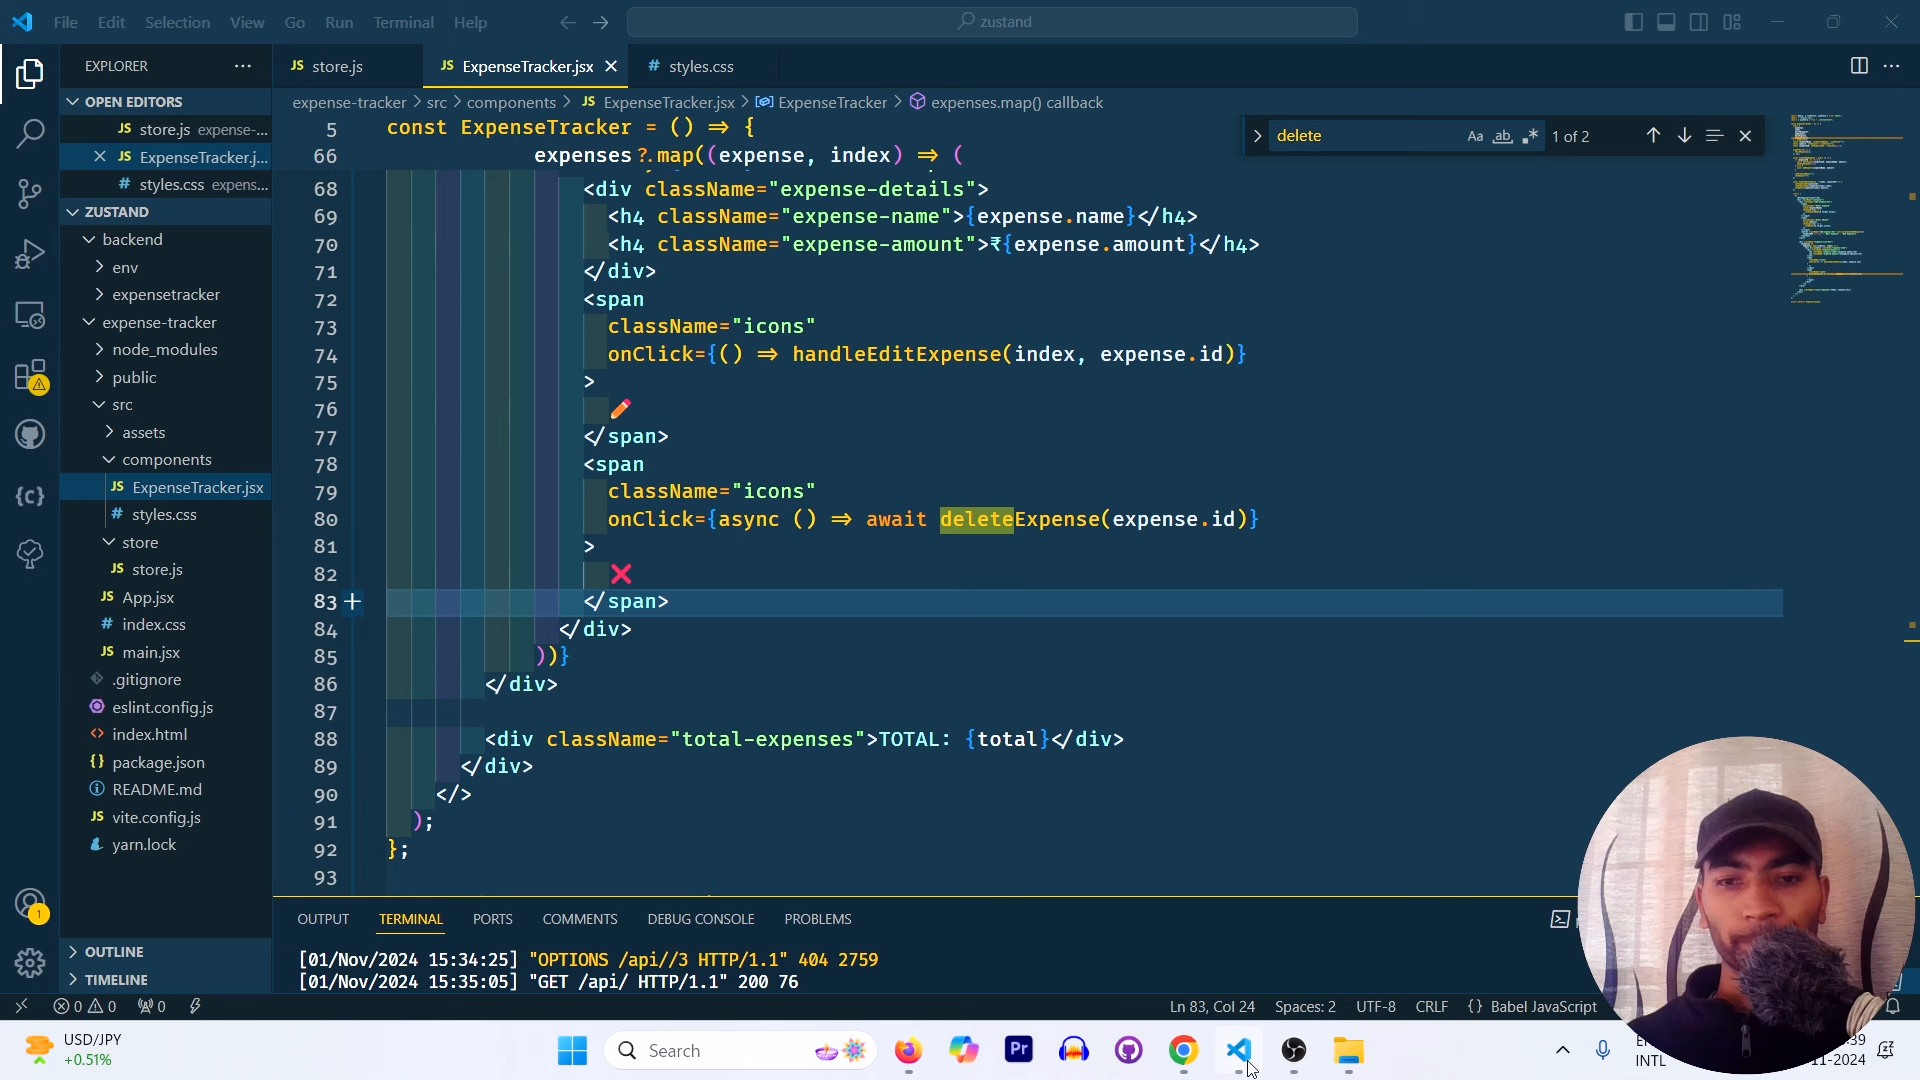 File Edit Selection View Go Run Terminal Help
zustand
EXPLORER
OPEN EDITORS
JS store.js expense-...
JS ExpenseTracker.j...
# styles.css expens...
ZUSTAND
backend
env
expensetracker
expense-tracker
node_modules
public
src
assets
components
JS ExpenseTracker.jsx
# styles.css
store
JS store.js
JS App.jsx
# index.css
JS main.jsx
.gitignore
eslint.config.js
index.html
package.json
README.md
JS vite.config.js
yarn.lock
OUTLINE
TIMELINE
JS store.js
JS ExpenseTracker.jsx
# styles.css
expense-tracker > src > components > JS ExpenseTracker.jsx > ExpenseTracker > expenses.map() callback
delete Aa ab 1 of 2
5 const ExpenseTracker = () => {
66 expenses?.map((expense, index) => (
68 <div className="expense-details">
69 <h4 className="expense-name">{expense.name}</h4>
70 <h4 className="expense-amount">₹{expense.amount}</h4>
71 </div>
72 <span
73 className="icons"
74 onClick={() => handleEditExpense(index, expense.id)}
75 >
76 ✏️
77 </span>
78 <span
79 className="icons"
80 onClick={async () => await deleteExpense(expense.id)}
81 >
82 ❌
83 </span>
84 </div>
85 ))}
86 </div>
87
88 <div className="total-expenses">TOTAL: {total}</div>
89 </div>
90 </>
91 );
92 };
93
OUTPUT TERMINAL PORTS COMMENTS DEBUG CONSOLE PROBLEMS
[01/Nov/2024 15:34:25] "OPTIONS /api//3 HTTP/1.1" 404 2759
[01/Nov/2024 15:35:05] "GET /api/ HTTP/1.1" 200 76
1
0 0 0
Ln 83, Col 24 Spaces: 2 UTF-8 CRLF {} Babel JavaScript
USD/JPY
+0.51%
Search
Pr
INTL
:39
11-2024